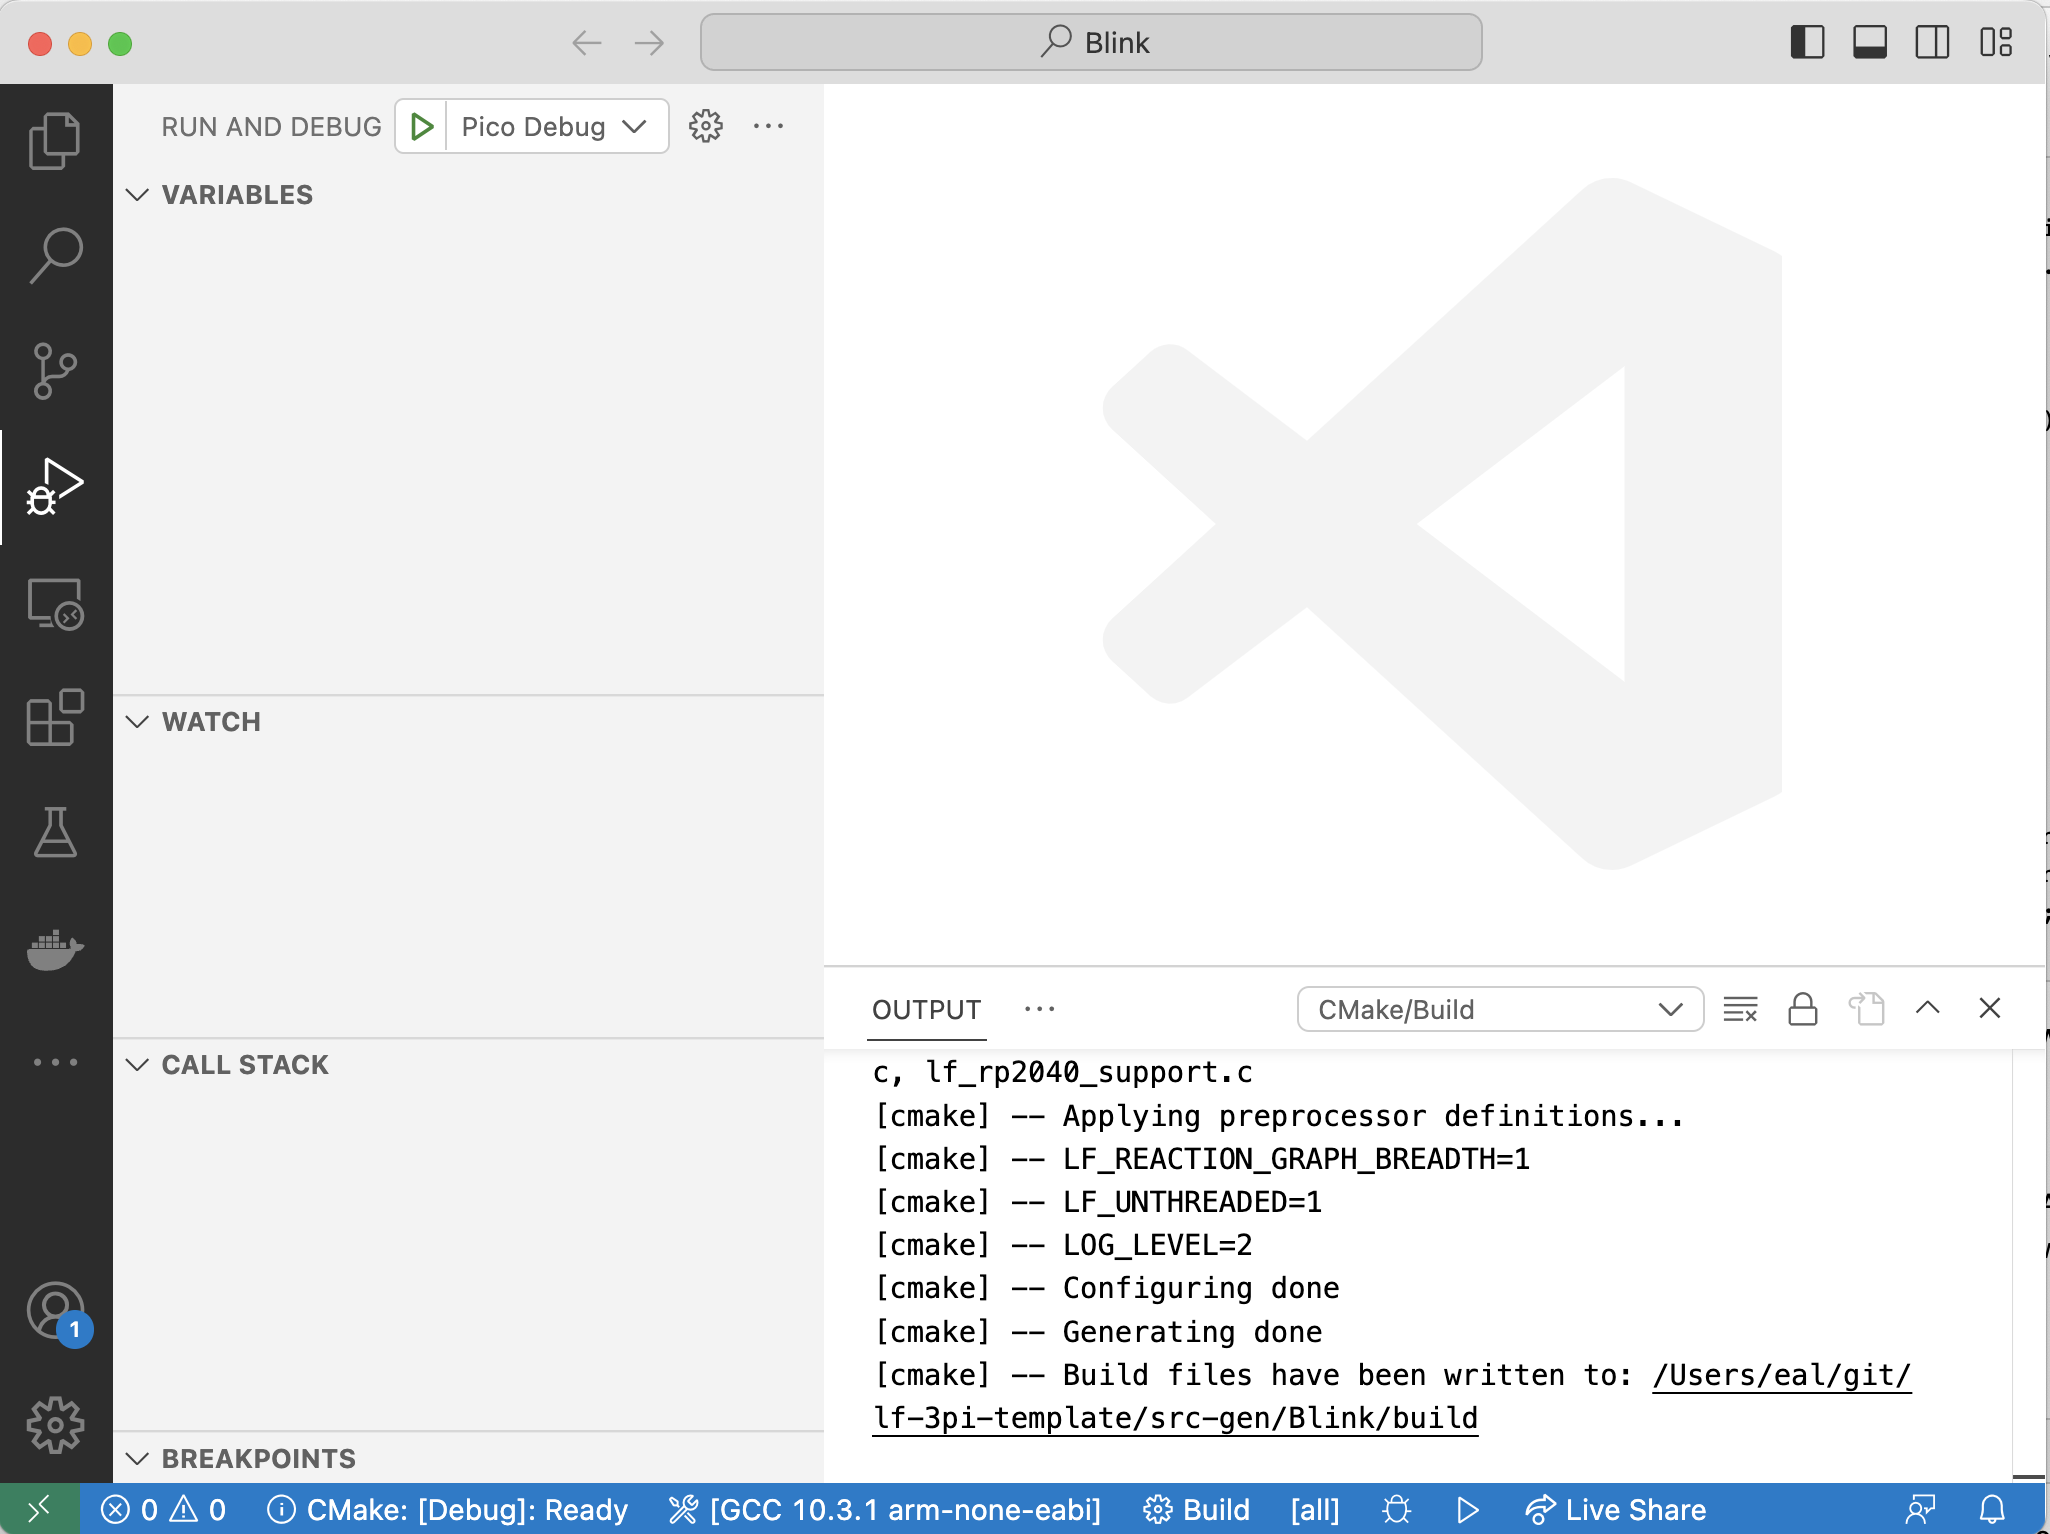 Blink
RUN AND DEBUG Pico Debug
VARIABLES
WATCH
CALL STACK
BREAKPOINTS
OUTPUT CMake/Build
c, lf_rp2040_support.c
[cmake] -- Applying preprocessor definitions...
[cmake] -- LF_REACTION_GRAPH_BREADTH=1
[cmake] -- LF_UNTHREADED=1
[cmake] -- LOG_LEVEL=2
[cmake] -- Configuring done
[cmake] -- Generating done
[cmake] -- Build files have been written to: /Users/eal/git/
lf-3pi-template/src-gen/Blink/build
1
0 0 CMake: [Debug]: Ready [GCC 10.3.1 arm-none-eabi] Build [all] Live Share